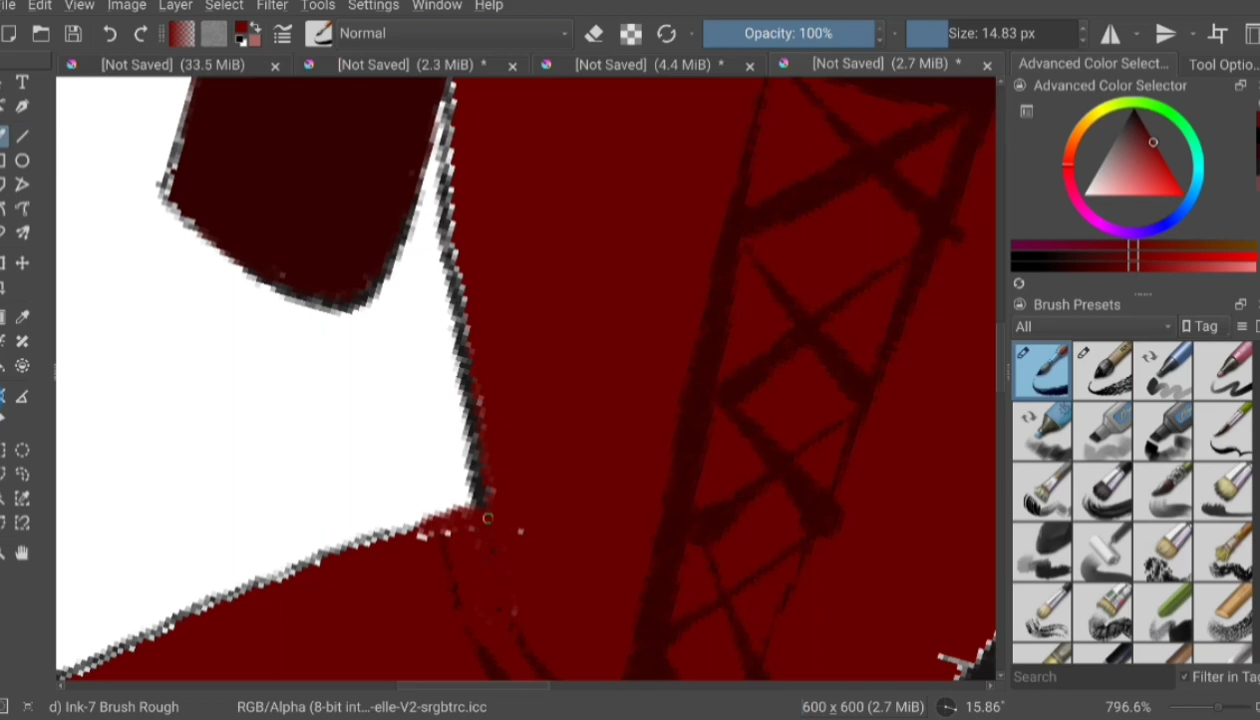 ile Edit View Image Layer Select Filter Tools Settings Window Help
Normal Opacity: 100% Size: 14.83 px
[Not Saved] (33.5 MiB) × [Not Saved] (2.3 MiB) * × [Not Saved] (4.4 MiB) * × [Not Saved] (2.7 MiB) * × Advanced Color Select... Tool Optio...
Advanced Color Selector
Brush Presets
All Tag
Search Filter in Tag
d) Ink-7 Brush Rough RGB/Alpha (8-bit int...-elle-V2-srgbtrc.icc 600 x 600 (2.7 MiB) 15.86° 796.6%